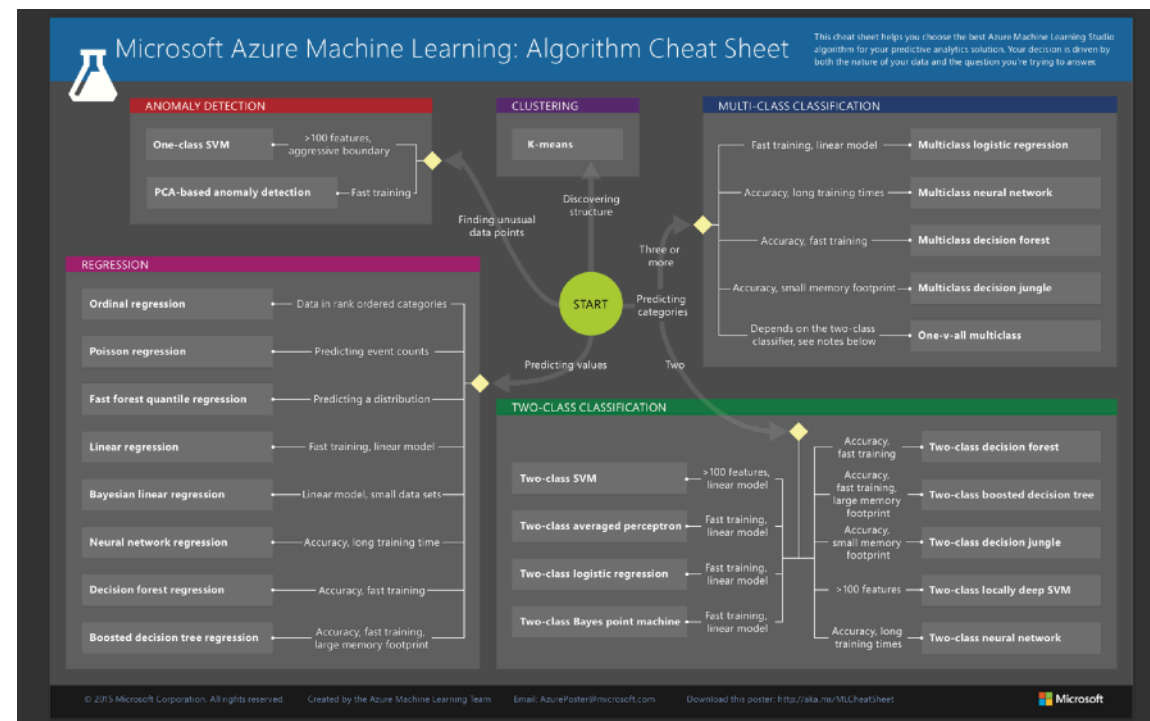 Microsoft Azure Machine Learning: Algorithm Cheat Sheet
This cheat sheet helps you choose the best Azure Machine Learning Studio
algorithm for your predictive analytics solution. Your decision is driven by
both the nature of your data and the question you're trying to answer.
ANOMALY DETECTION
One-class SVM
>100 features,
aggressive boundary
PCA-based anomaly detection
Fast training
CLUSTERING
K-means
MULTI-CLASS CLASSIFICATION
Fast training, linear model
Multiclass logistic regression
Accuracy, long training times
Multiclass neural network
Accuracy, fast training
Multiclass decision forest
Accuracy, small memory footprint
Multiclass decision jungle
Depends on the two-class
classifier, see notes below
One-v-all multiclass
Finding unusual
data points
Discovering
structure
Three or
more
START
Predicting
categories
Predicting values
Two
REGRESSION
Ordinal regression
Data in rank ordered categories
Poisson regression
Predicting event counts
Fast forest quantile regression
Predicting a distribution
Linear regression
Fast training, linear model
Bayesian linear regression
Linear model, small data sets
Neural network regression
Accuracy, long training time
Decision forest regression
Accuracy, fast training
Boosted decision tree regression
Accuracy, fast training,
large memory footprint
TWO-CLASS CLASSIFICATION
Two-class SVM
>100 features,
linear model
Two-class averaged perceptron
Fast training,
linear model
Two-class logistic regression
Fast training,
linear model
Two-class Bayes point machine
Fast training,
linear model
Accuracy,
fast training
Two-class decision forest
Accuracy,
fast training,
large memory
footprint
Two-class boosted decision tree
Accuracy,
small memory
footprint
Two-class decision jungle
>100 features
Two-class locally deep SVM
Accuracy, long
training times
Two-class neural network
© 2015 Microsoft Corporation. All rights reserved.
Created by the Azure Machine Learning Team
Email: AzurePoster@microsoft.com
Download this poster: http://aka.ms/MLCheatSheet
Microsoft